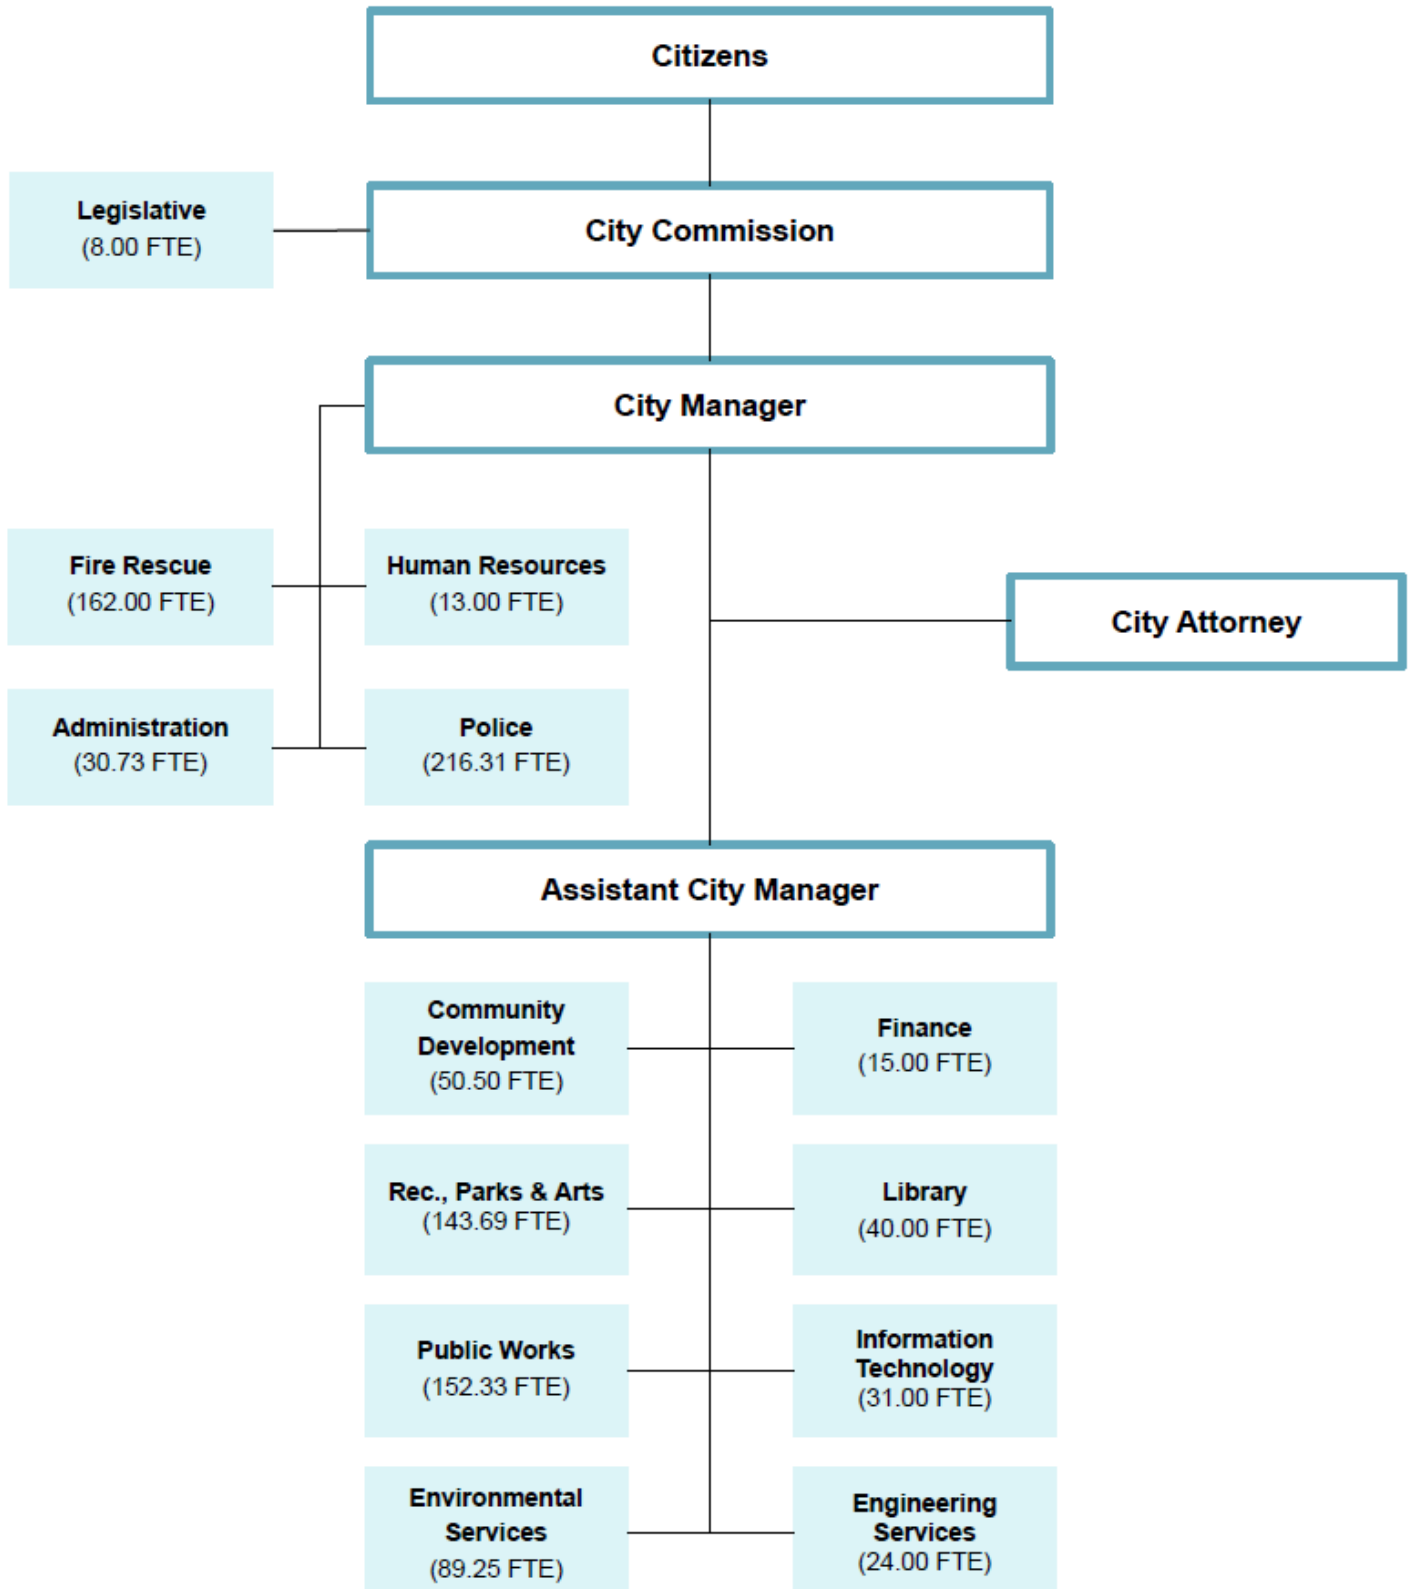 Citizens
Legislative
(8.00 FTE)
City Commission
City Manager
Fire Rescue
(162.00 FTE)
Human Resources
(13.00 FTE)
City Attorney
Administration
(30.73 FTE)
Police
(216.31 FTE)
Assistant City Manager
Community
Development
(50.50 FTE)
Finance
(15.00 FTE)
Rec., Parks & Arts
(143.69 FTE)
Library
(40.00 FTE)
Public Works
(152.33 FTE)
Information
Technology
(31.00 FTE)
Environmental
Services
(89.25 FTE)
Engineering
Services
(24.00 FTE)